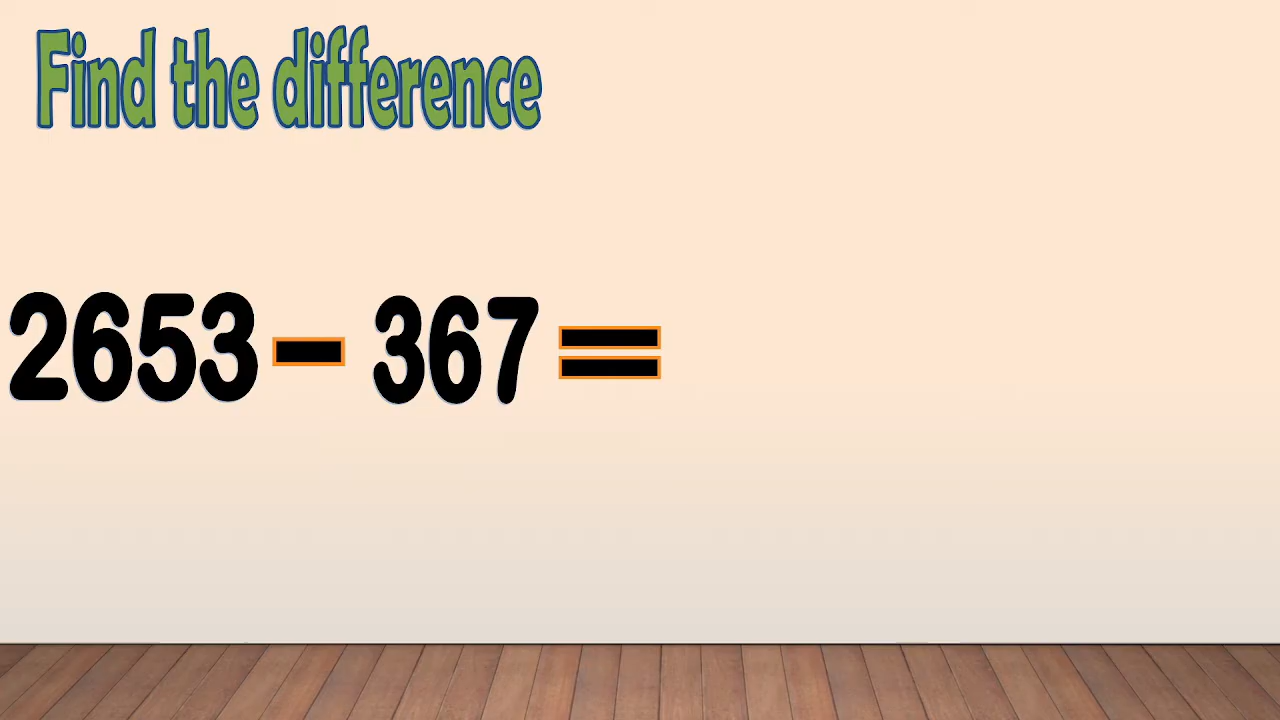 Find the difference
2653 - 367 =